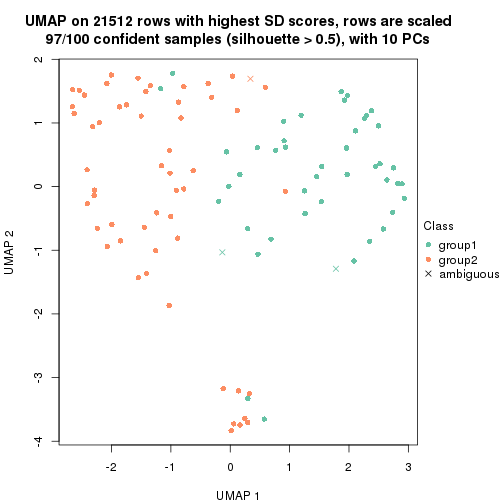 UMAP on 21512 rows with highest SD scores, rows are scaled
97/100 confident samples (silhouette > 0.5), with 10 PCs
2
1
0
-1
-2
-3
-4
UMAP 2
-2
-1
0
1
2
3
UMAP 1
Class
group1
group2
ambiguous